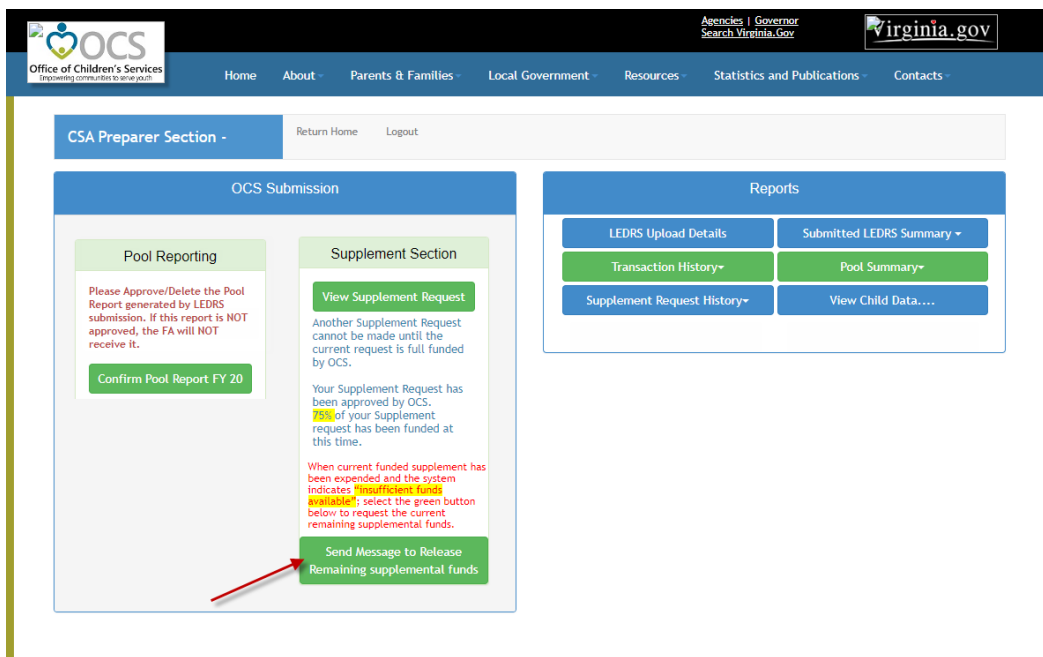 Agencies | Governor
Search Virginia.Gov
Virginia.gov
OCS
Office of Children's Services
Empowering communities to serve youth
Home About Parents & Families Local Government Resources Statistics and Publications Contacts
CSA Preparer Section -
Return Home Logout
OCS Submission
Pool Reporting
Please Approve/Delete the Pool
Report generated by LEDRS
submission. If this report is NOT
approved, the FA will NOT
receive it.
Confirm Pool Report FY 20
Supplement Section
View Supplement Request
Another Supplement Request
cannot be made until the
current request is full funded
by OCS.
Your Supplement Request has
been approved by OCS.
75% of your Supplement
request has been funded at
this time.
When current funded supplement has
been expended and the system
indicates “insufficient funds
available”; select the green button
below to request the current
remaining supplemental funds.
Send Message to Release
Remaining supplemental funds
Reports
LEDRS Upload Details
Submitted LEDRS Summary
Transaction History
Pool Summary
Supplement Request History
View Child Data....